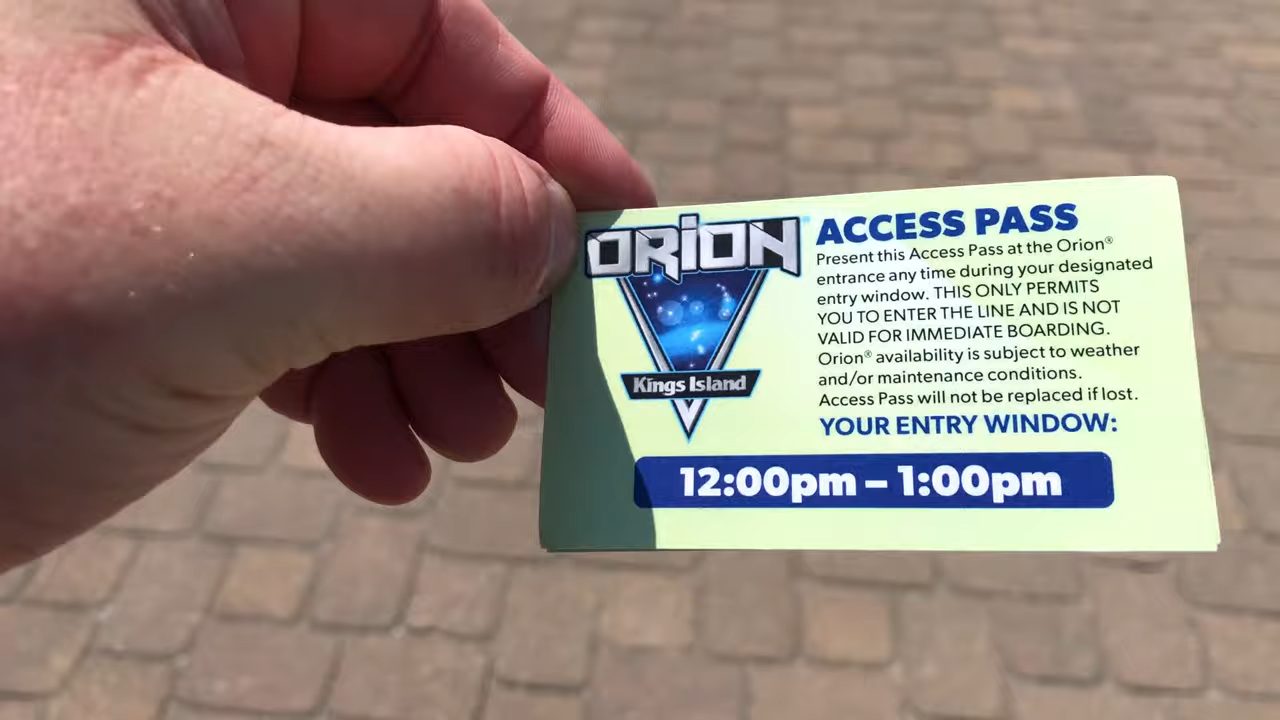 ORION
Kings Island
ACCESS PASS
Present this Access Pass at the Orion®
entrance any time during your designated
entry window. THIS ONLY PERMITS
YOU TO ENTER THE LINE AND IS NOT
VALID FOR IMMEDIATE BOARDING.
Orion® availability is subject to weather
and/or maintenance conditions.
Access Pass will not be replaced if lost.
YOUR ENTRY WINDOW:
12:00pm – 1:00pm